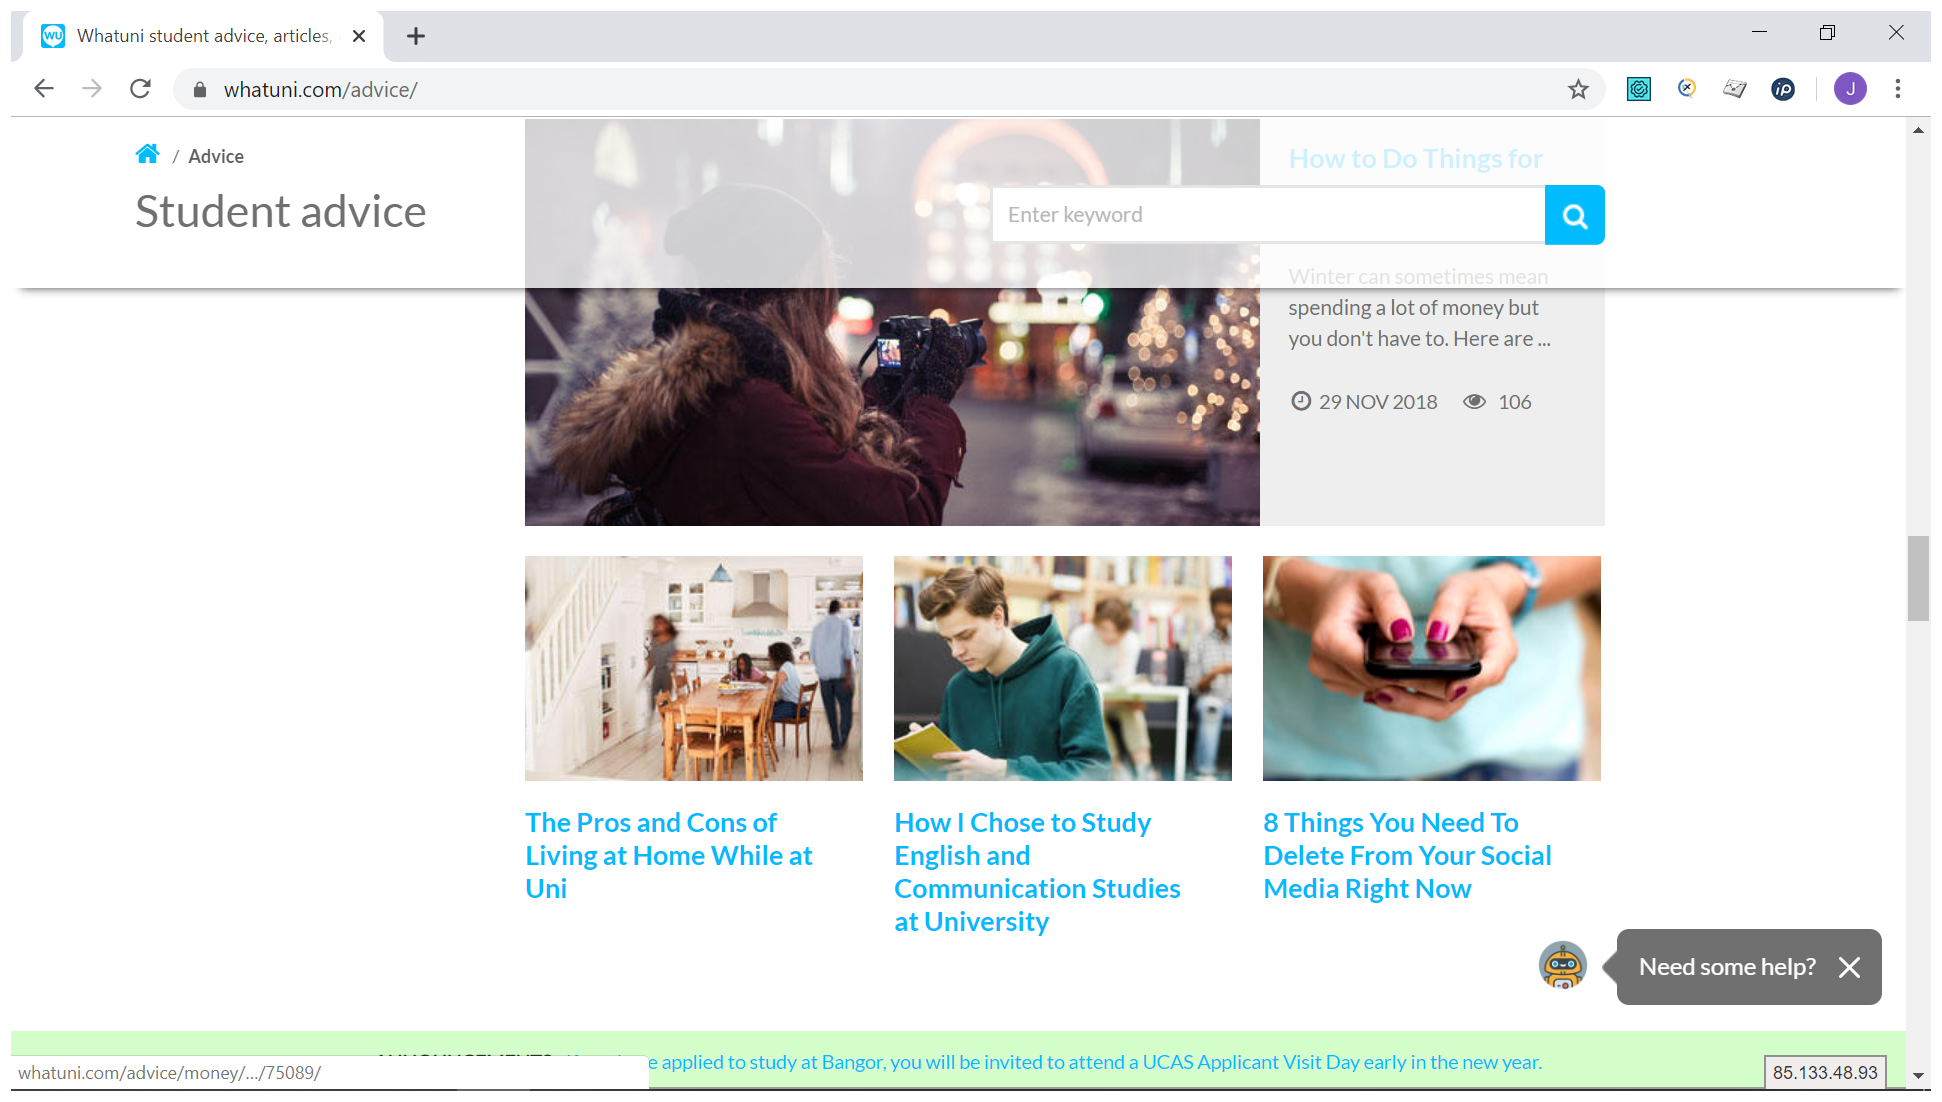 WU Whatuni student advice, articles,
whatuni.com/advice/
J
/ Advice
Student advice
How to Do Things for
Enter keyword
Winter can sometimes mean
spending a lot of money but
you don't have to. Here are ...
29 NOV 2018 106
The Pros and Cons of
Living at Home While at
Uni
How I Chose to Study
English and
Communication Studies
at University
8 Things You Need To
Delete From Your Social
Media Right Now
Need some help?
e applied to study at Bangor, you will be invited to attend a UCAS Applicant Visit Day early in the new year.
whatuni.com/advice/money/.../75089/
85.133.48.93